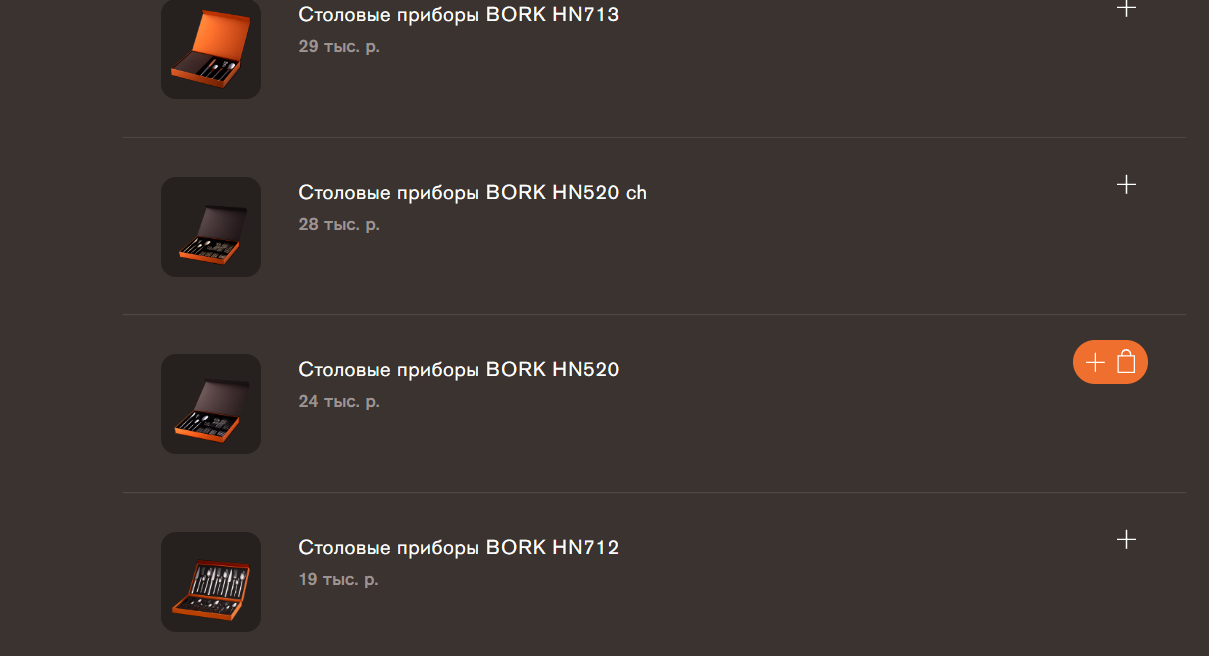 Столовые приборы BORK HN713
29 тыс. р.
Столовые приборы BORK HN520 ch
28 тыс. р.
Столовые приборы BORK HN520
24 тыс. р.
Столовые приборы BORK HN712
19 тыс. р.